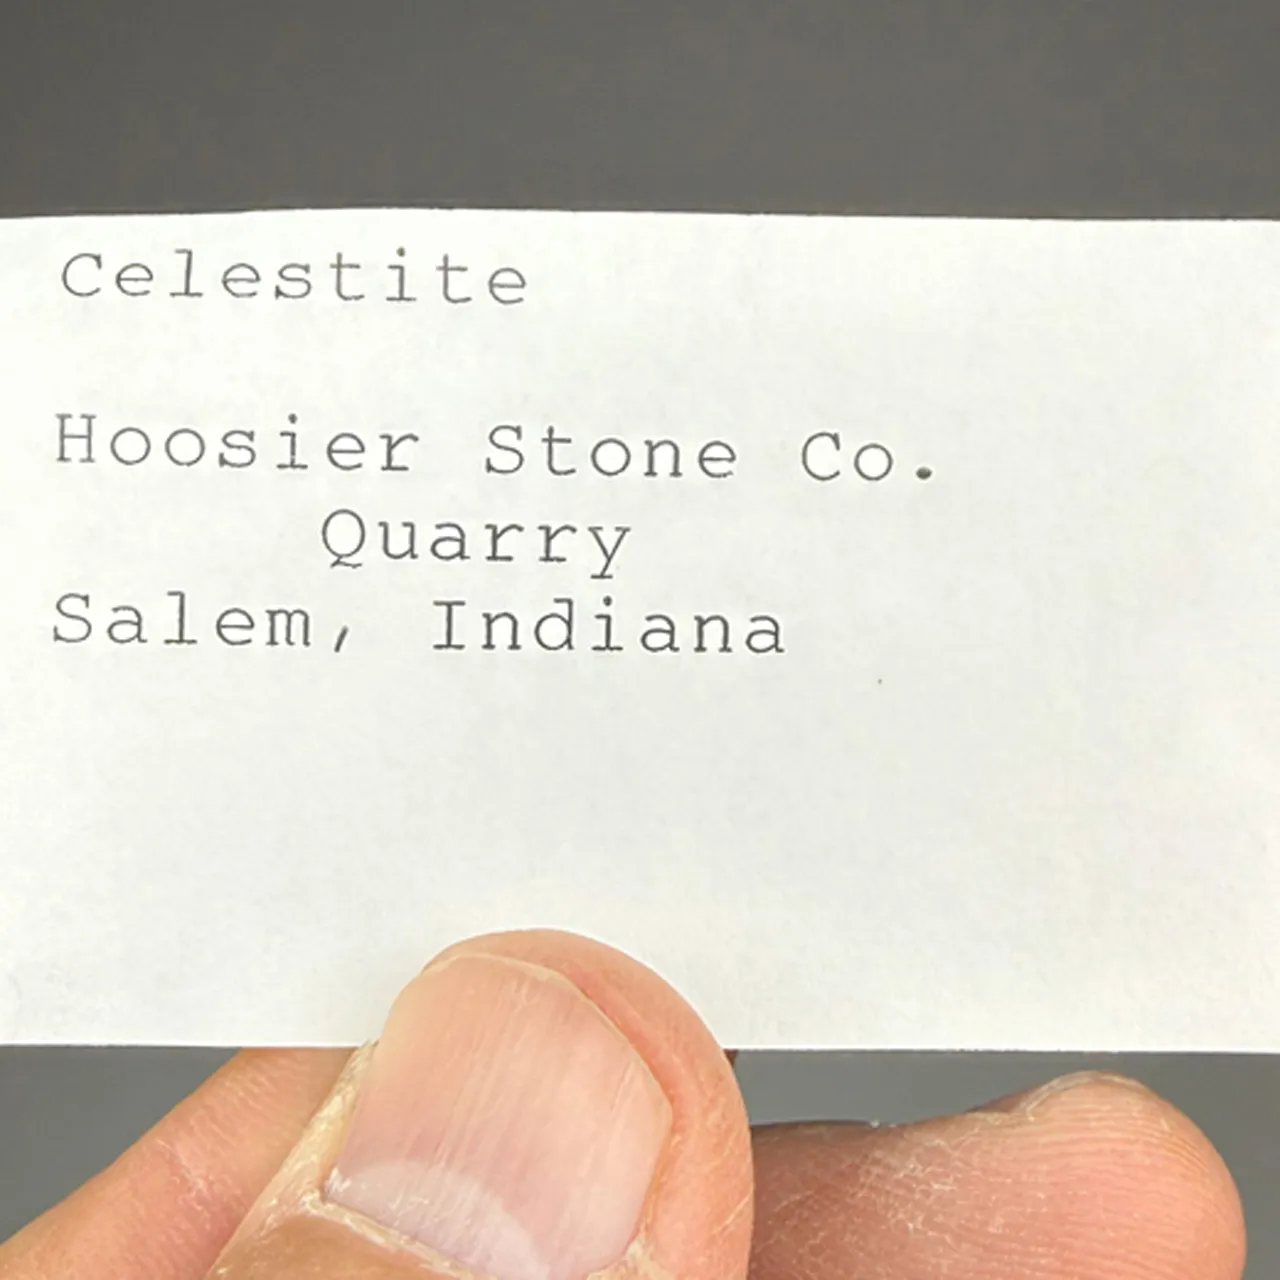 Celestite
Hoosier Stone Co.
Quarry
Salem, Indiana